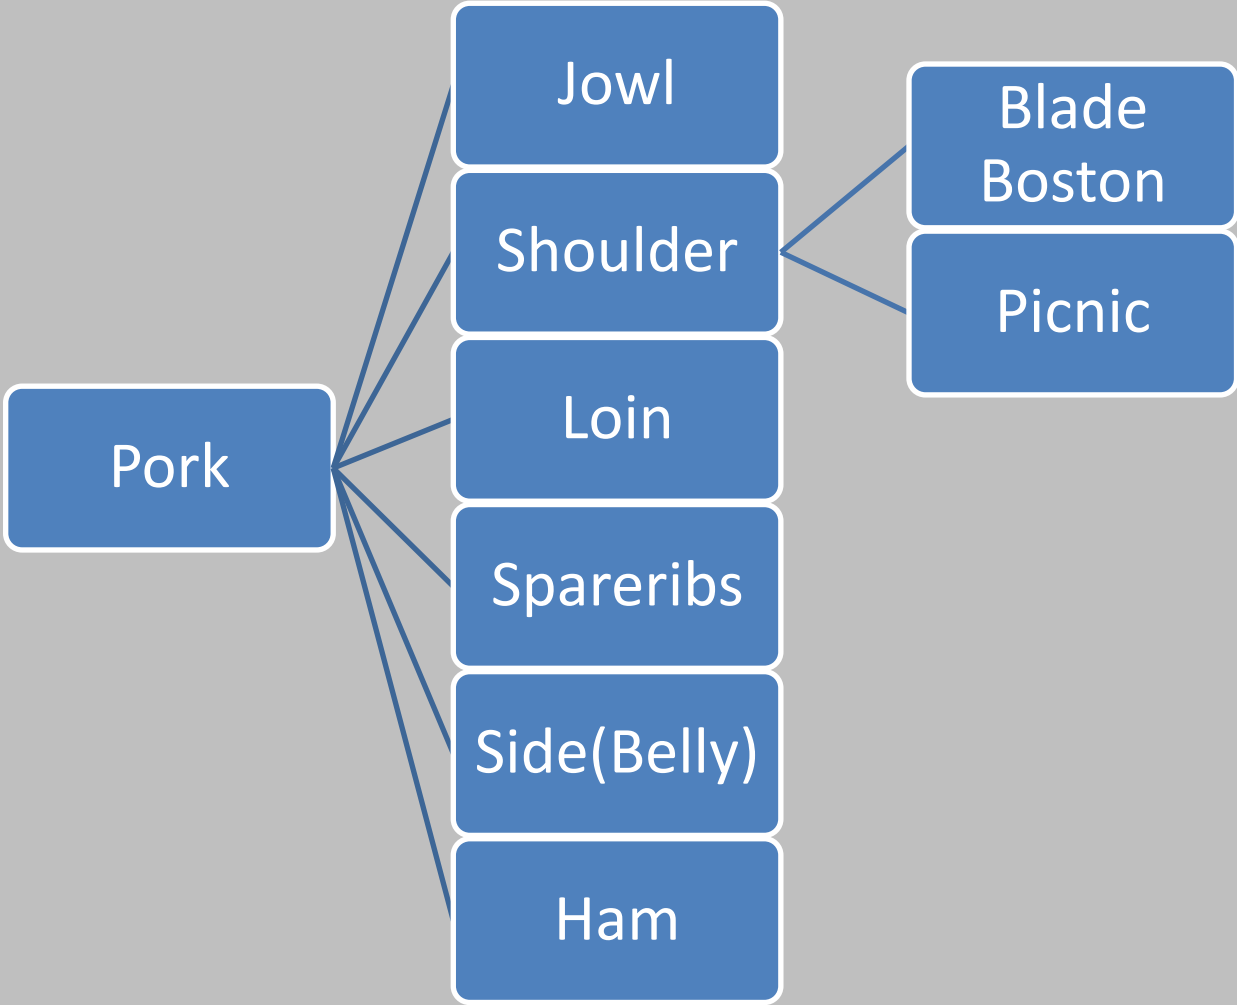 Pork
Jowl
Shoulder
Loin
Spareribs
Side(Belly)
Ham
Blade
Boston
Picnic